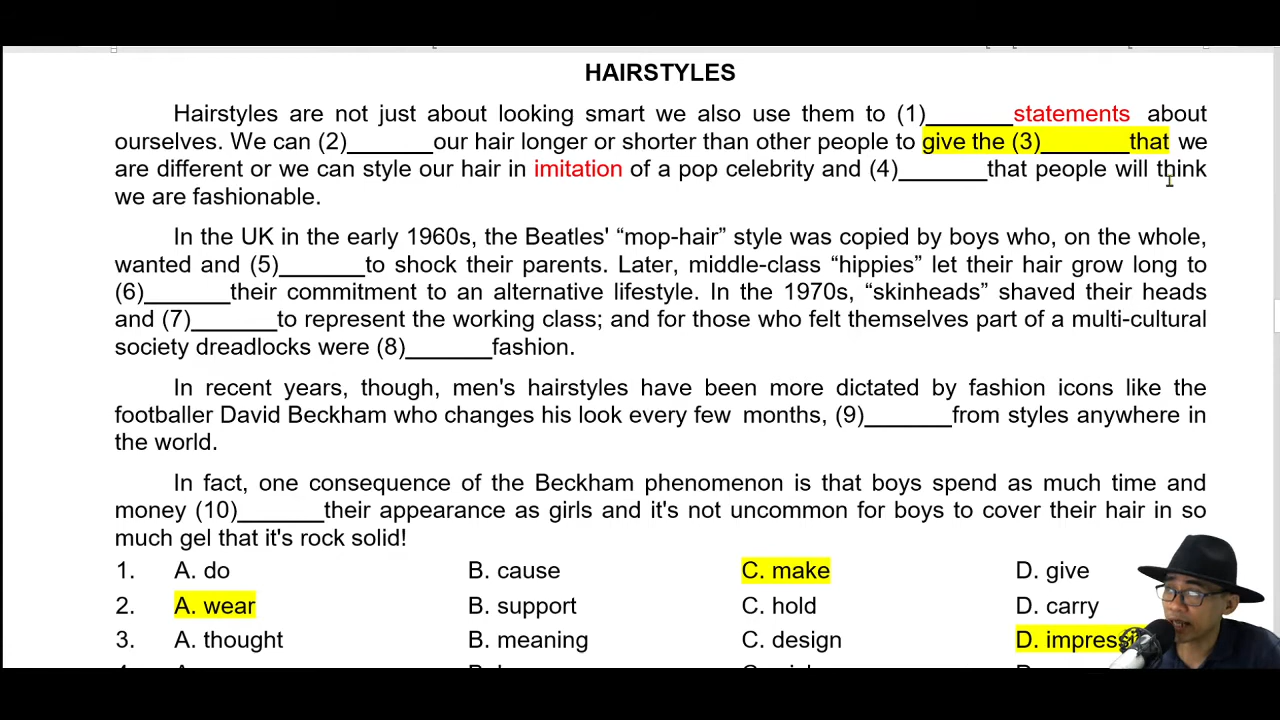 HAIRSTYLES
Hairstyles are not just about looking smart we also use them to (1)_______statements about
ourselves. We can (2)_______our hair longer or shorter than other people to give the (3)_______that we
are different or we can style our hair in imitation of a pop celebrity and (4)_______that people will think
we are fashionable.
In the UK in the early 1960s, the Beatles' “mop-hair” style was copied by boys who, on the whole,
wanted and (5)_______to shock their parents. Later, middle-class “hippies” let their hair grow long to
(6)_______their commitment to an alternative lifestyle. In the 1970s, “skinheads” shaved their heads
and (7)_______to represent the working class; and for those who felt themselves part of a multi-cultural
society dreadlocks were (8)_______fashion.
In recent years, though, men's hairstyles have been more dictated by fashion icons like the
footballer David Beckham who changes his look every few months, (9)_______from styles anywhere in
the world.
In fact, one consequence of the Beckham phenomenon is that boys spend as much time and
money (10)_______their appearance as girls and it's not uncommon for boys to cover their hair in so
much gel that it's rock solid!
1. A. do B. cause C. make D. give
2. A. wear B. support C. hold D. carry
3. A. thought B. meaning C. design D.